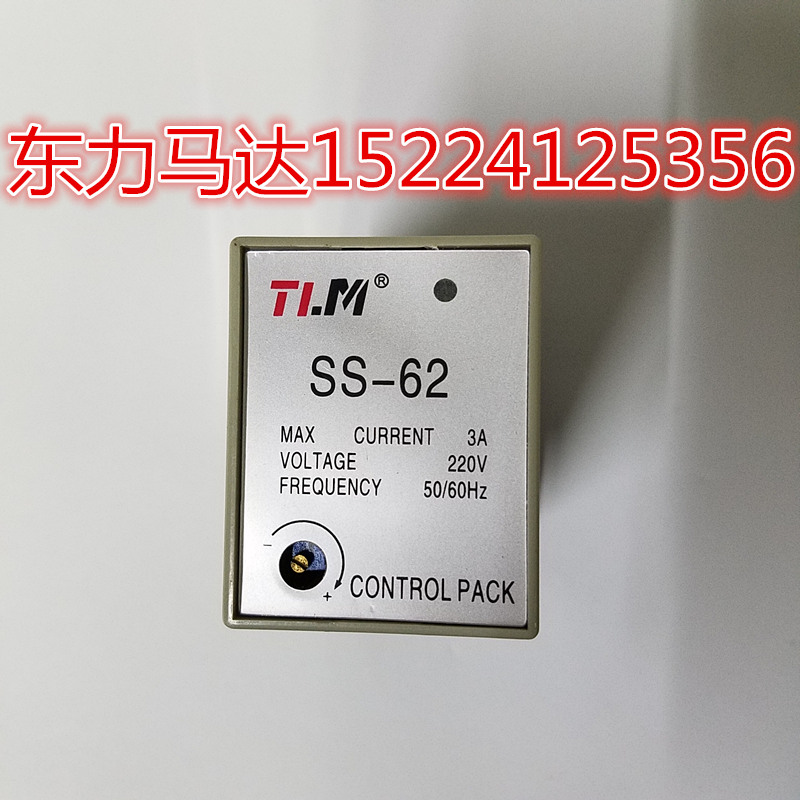 东力马达15224125356
TLM®
SS-62
MAX CURRENT 3A
VOLTAGE 220V
FREQUENCY 50/60Hz
-
+
CONTROL PACK